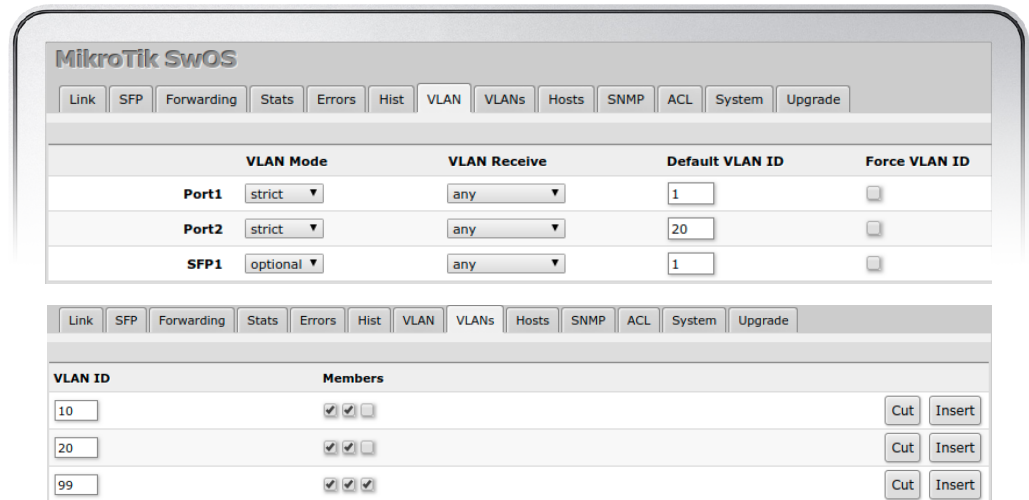 MikroTik SwOS
Link SFP Forwarding Stats Errors Hist VLAN VLANs Hosts SNMP ACL System Upgrade
VLAN Mode VLAN Receive Default VLAN ID Force VLAN ID
Port1 strict any 1
Port2 strict any 20
SFP1 optional any 1
Link SFP Forwarding Stats Errors Hist VLAN VLANs Hosts SNMP ACL System Upgrade
VLAN ID Members
10 Cut Insert
20 Cut Insert
99 Cut Insert